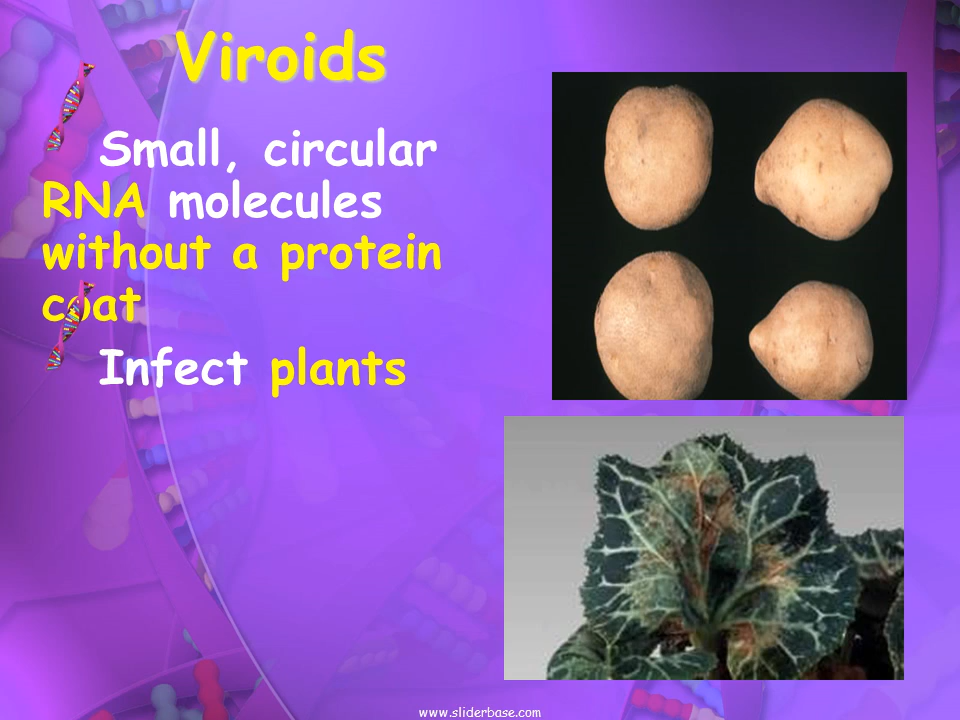 Viroids
Small, circular
RNA molecules
without a protein
coat
Infect plants
www.sliderbase.com